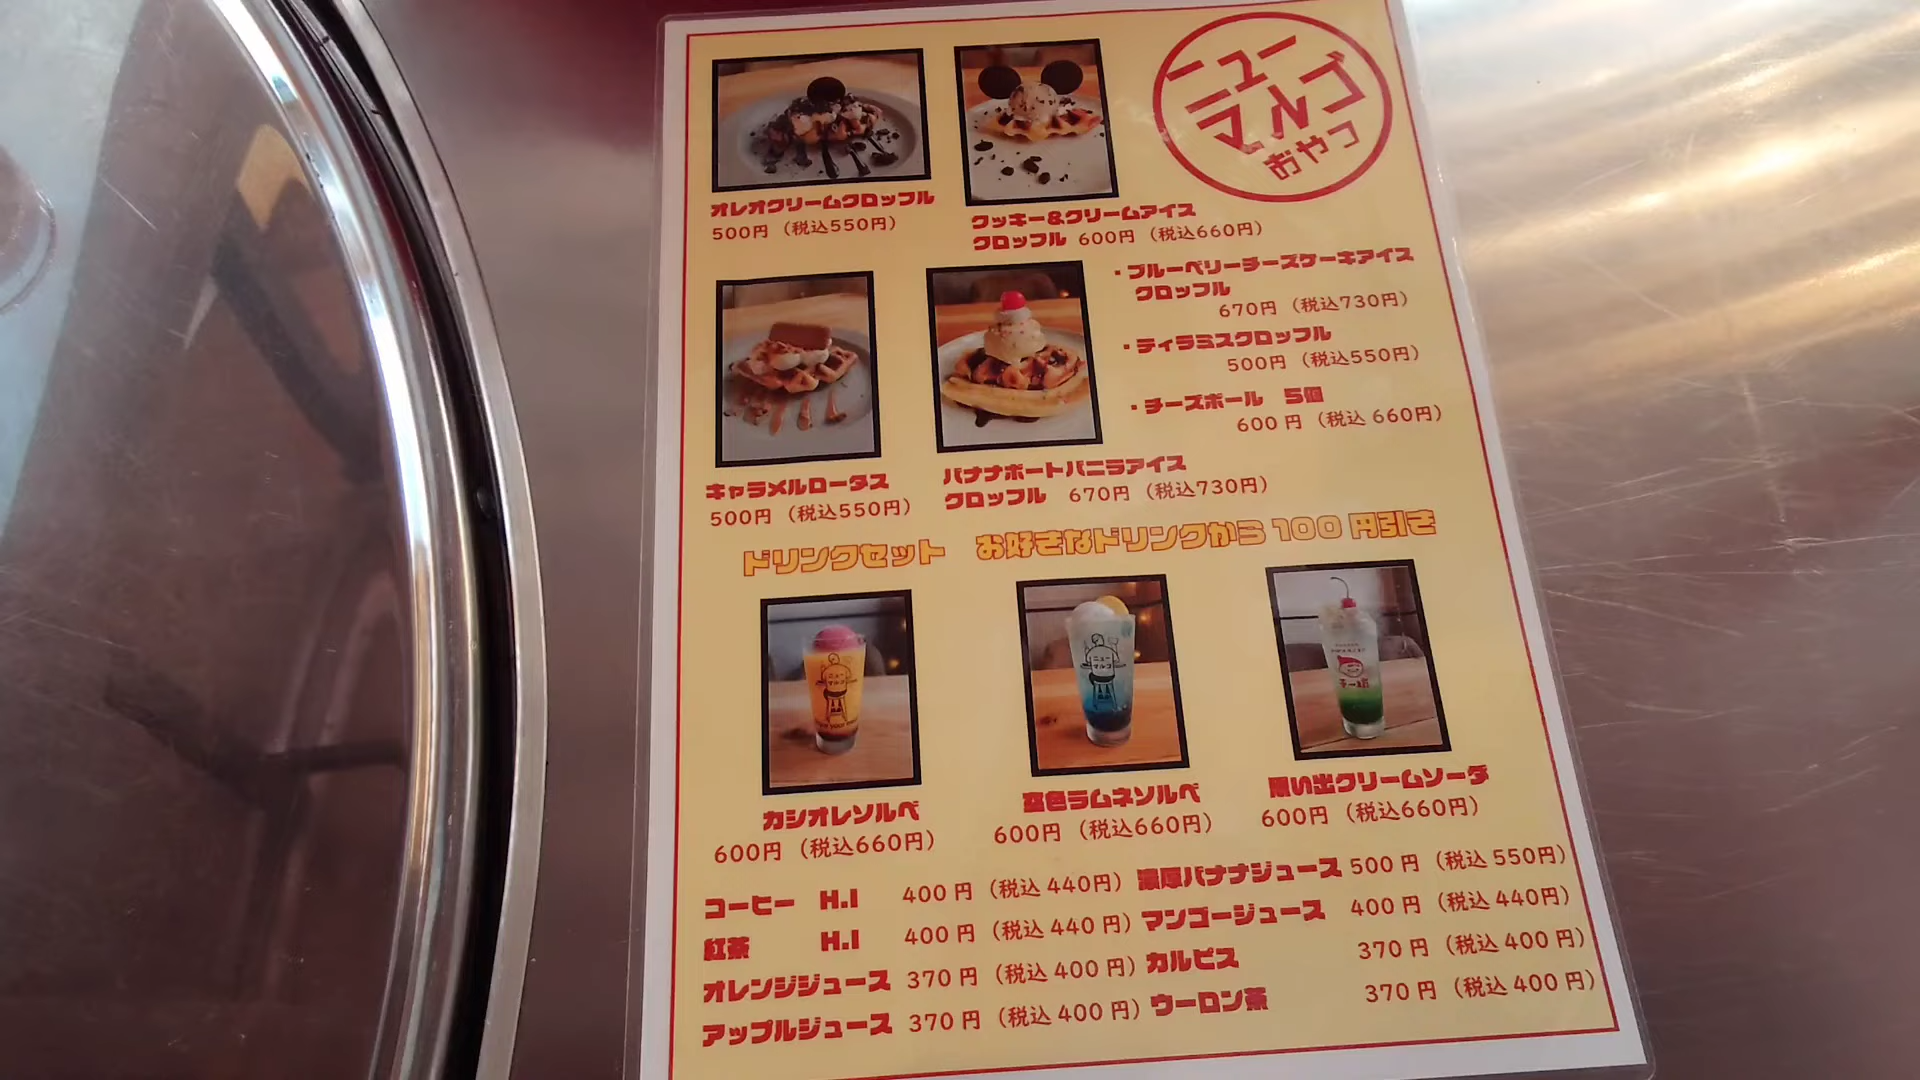 ニュー
マルゴ
おやつ
オレオクリームクロッフル
500円（税込550円）
クッキー&クリームアイス
クロッフル 600円（税込660円）
・ブルーベリーチーズケーキアイス
クロッフル
670円（税込730円）
・ティラミスクロッフル
500円（税込550円）
・チーズボール 5個
600円（税込660円）
キャラメルロータス
500円（税込550円）
バナナボートバニラアイス
クロッフル 670円（税込730円）
ドリンクセット お好きなドリンクから100円引き
ニュー
マルゴ
ニュー
マルゴ
カシオレソルベ
600円（税込660円）
空色ラムネソルベ
600円（税込660円）
思い出クリームソーダ
600円（税込660円）
コーヒー H.I 400円（税込440円）
紅茶 H.I 400円（税込440円）
オレンジジュース 370円（税込400円）
アップルジュース 370円（税込400円）
濃厚バナナジュース 500円（税込550円）
マンゴージュース 400円（税込440円）
カルピス 370円（税込400円）
ウーロン茶 370円（税込400円）